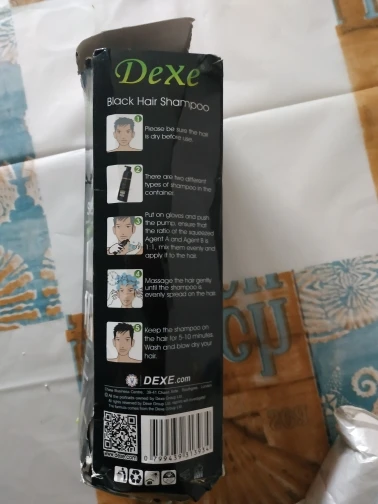 DeXe
Black Hair Shampoo
1
Please be sure the hair
is dry before use.
2
There are two different
types of shampoo in the
container.
3
Put on gloves and push
the pump, ensure that
the ratio of the squeezed
Agent A and Agent B is
1:1, mix them evenly and
apply it to the hair.
4
Massage the hair gently
until the shampoo is
evenly spread on the hair.
5
Keep the shampoo on
the hair for 5-10 minutes.
Wash and blow dry your
hair.
DEXE.com
www.dexe.com